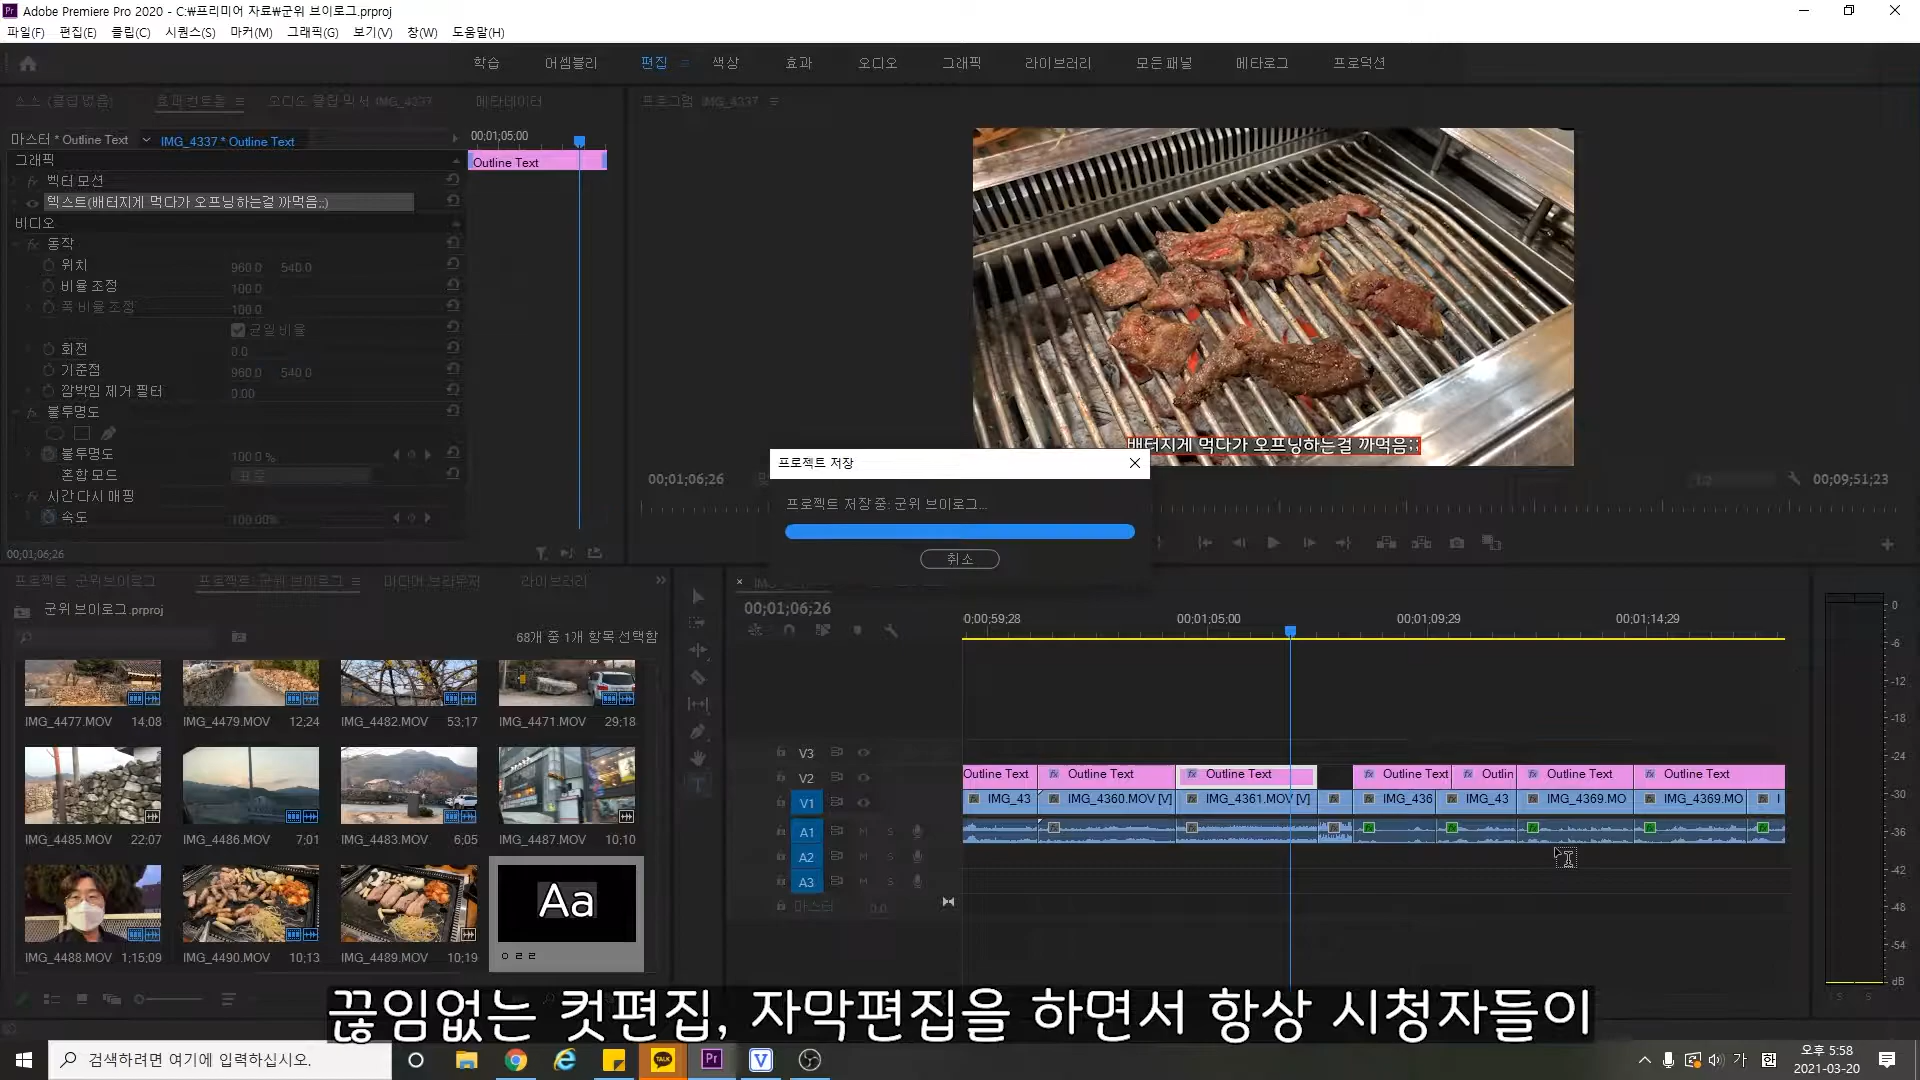 Adobe Premiere Pro 2020 - C:₩프리미어 자료₩군위 브이로그.prproj
파일(F) 편집(E) 클립(C) 시퀀스(S) 마커(M) 그래픽(G) 보기(V) 창(W) 도움말(H)
학습 어셈블리 편집 색상 효과 오디오 그래픽 라이브러리 모든 패널 메타로그 프로덕션
소스 (클립 없음) 효과 컨트롤 오디오 클립 믹서 IMG_4337 메타데이터 프로그램 IMG_4337
마스터 * Outline Text IMG_4337 * Outline Text 00;01;05;00
그래픽 Outline Text
벡터 모션
텍스트(배터지게 먹다가 오프닝하는걸 까먹음;;)
비디오
동작
위치 960.0 540.0
비율 조정 100.0
폭 비율 조정 100.0
균일 비율
회전 0.0
기준점 960.0 540.0
깜박임 제거 필터 0.00
불투명도
불투명도 100.0 %
혼합 모드 표준
시간 다시 매핑
속도 100.00%
00;01;06;26
배터지게 먹다가 오프닝하는걸 까먹음;;
00;01;06;26 00;09;51;23
프로젝트 저장
프로젝트 저장 중: 군위 브이로그...
취소
프로젝트: 군위 브이로그 프로젝트: 군위 브이로그 미디어 브라우저 라이브러리
군위 브이로그.prproj
68개 중 1개 항목 선택함
IMG_4477.MOV 14;08 IMG_4479.MOV 12;24 IMG_4482.MOV 53;17 IMG_4471.MOV 29;18
IMG_4485.MOV 22;07 IMG_4486.MOV 7;01 IMG_4483.MOV 6;05 IMG_4487.MOV 10;10
Aa
IMG_4488.MOV 1;15;09 IMG_4490.MOV 10;13 IMG_4489.MOV 10;19 ㅇㄹㄹ
00;01;06;26
0;00;59;28 00;01;05;00 00;01;09;29 00;01;14;29
V3
V2 Outline Text Outline Text Outline Text Outline Text Outlin Outline Text Outline Text
V1 IMG_43 IMG_4360.MOV [V] IMG_4361.MOV [V] IMG_436 IMG_43 IMG_4369.MO IMG_4369.MO
A1 M S
A2 M S
A3 M S
마스터 0.0
0
-6
-12
-18
-24
-30
-36
-42
-48
-54
dB
S S
끊임없는 컷편집, 자막편집을 하면서 항상 시청자들이
검색하려면 여기에 입력하십시오.
TALK Pr V
가 한
오후 5:58
2021-03-20